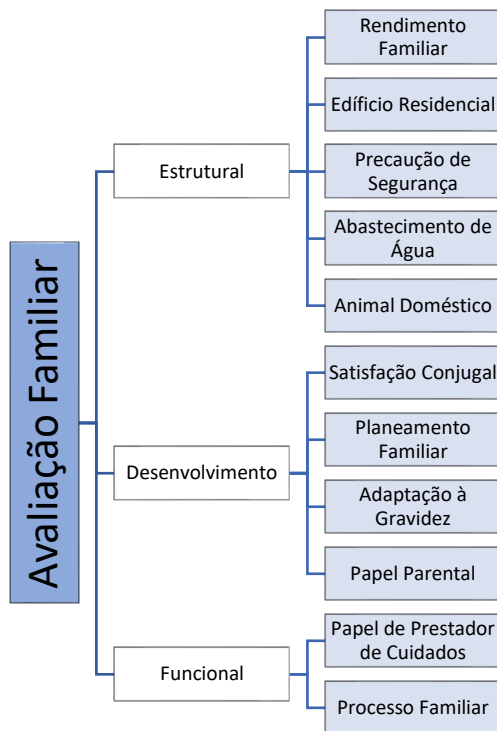 Avaliação Familiar
Estrutural
Rendimento
Familiar
Edíficio Residencial
Precaução de
Segurança
Abastecimento de
Água
Animal Doméstico
Desenvolvimento
Satisfação Conjugal
Planeamento
Familiar
Adaptação à
Gravidez
Papel Parental
Funcional
Papel de Prestador
de Cuidados
Processo Familiar